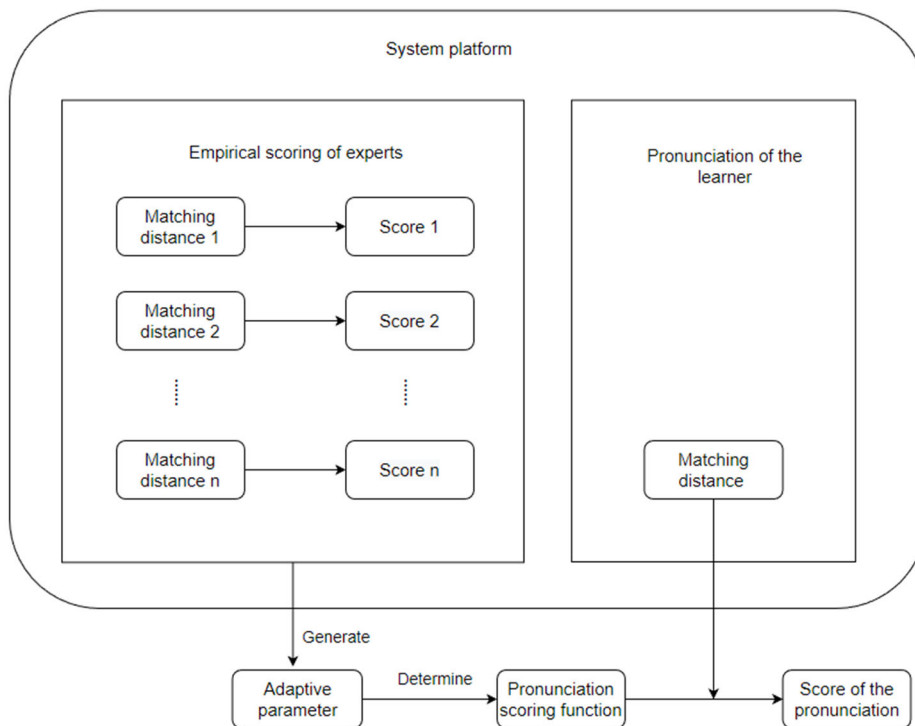 System platform
Empirical scoring of experts
Matching
distance 1
Score 1
Matching
distance 2
Score 2
Matching
distance n
Score n
Pronunciation of the
learner
Matching
distance
Generate
Adaptive
parameter
Determine
Pronunciation
scoring function
Score of the
pronunciation